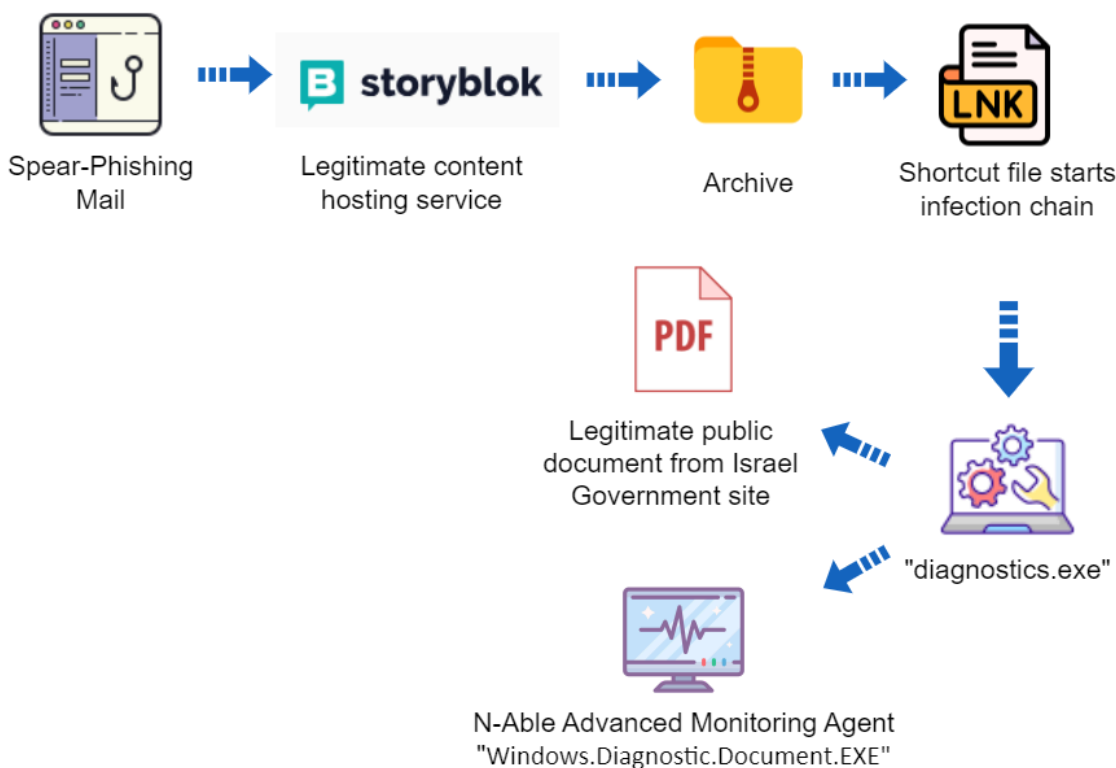 storyblok
Spear-Phishing
Mail
Legitimate content
hosting service
Archive
LNK
Shortcut file starts
infection chain
PDF
Legitimate public
document from Israel
Government site
"diagnostics.exe"
N-Able Advanced Monitoring Agent
"Windows.Diagnostic.Document.EXE"